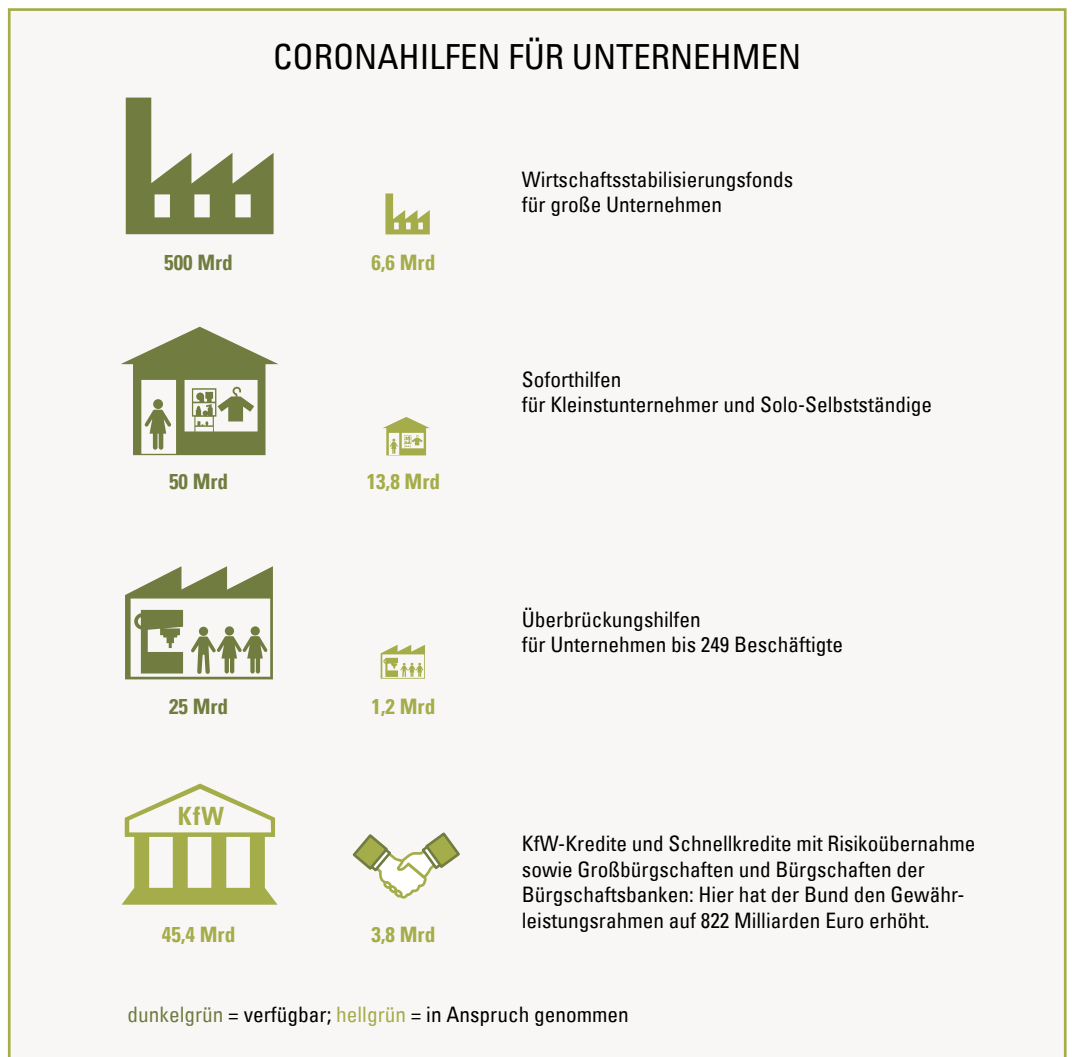 CORONAHILFEN FÜR UNTERNEHMEN
500 Mrd
6,6 Mrd
Wirtschaftsstabilisierungsfonds
für große Unternehmen
50 Mrd
13,8 Mrd
Soforthilfen
für Kleinstunternehmer und Solo-Selbstständige
25 Mrd
1,2 Mrd
Überbrückungshilfen
für Unternehmen bis 249 Beschäftigte
KfW
45,4 Mrd
3,8 Mrd
KfW-Kredite und Schnellkredite mit Risikoübernahme
sowie Großbürgschaften und Bürgschaften der
Bürgschaftsbanken: Hier hat der Bund den Gewähr-
leistungsrahmen auf 822 Milliarden Euro erhöht.
dunkelgrün = verfügbar; hellgrün = in Anspruch genommen